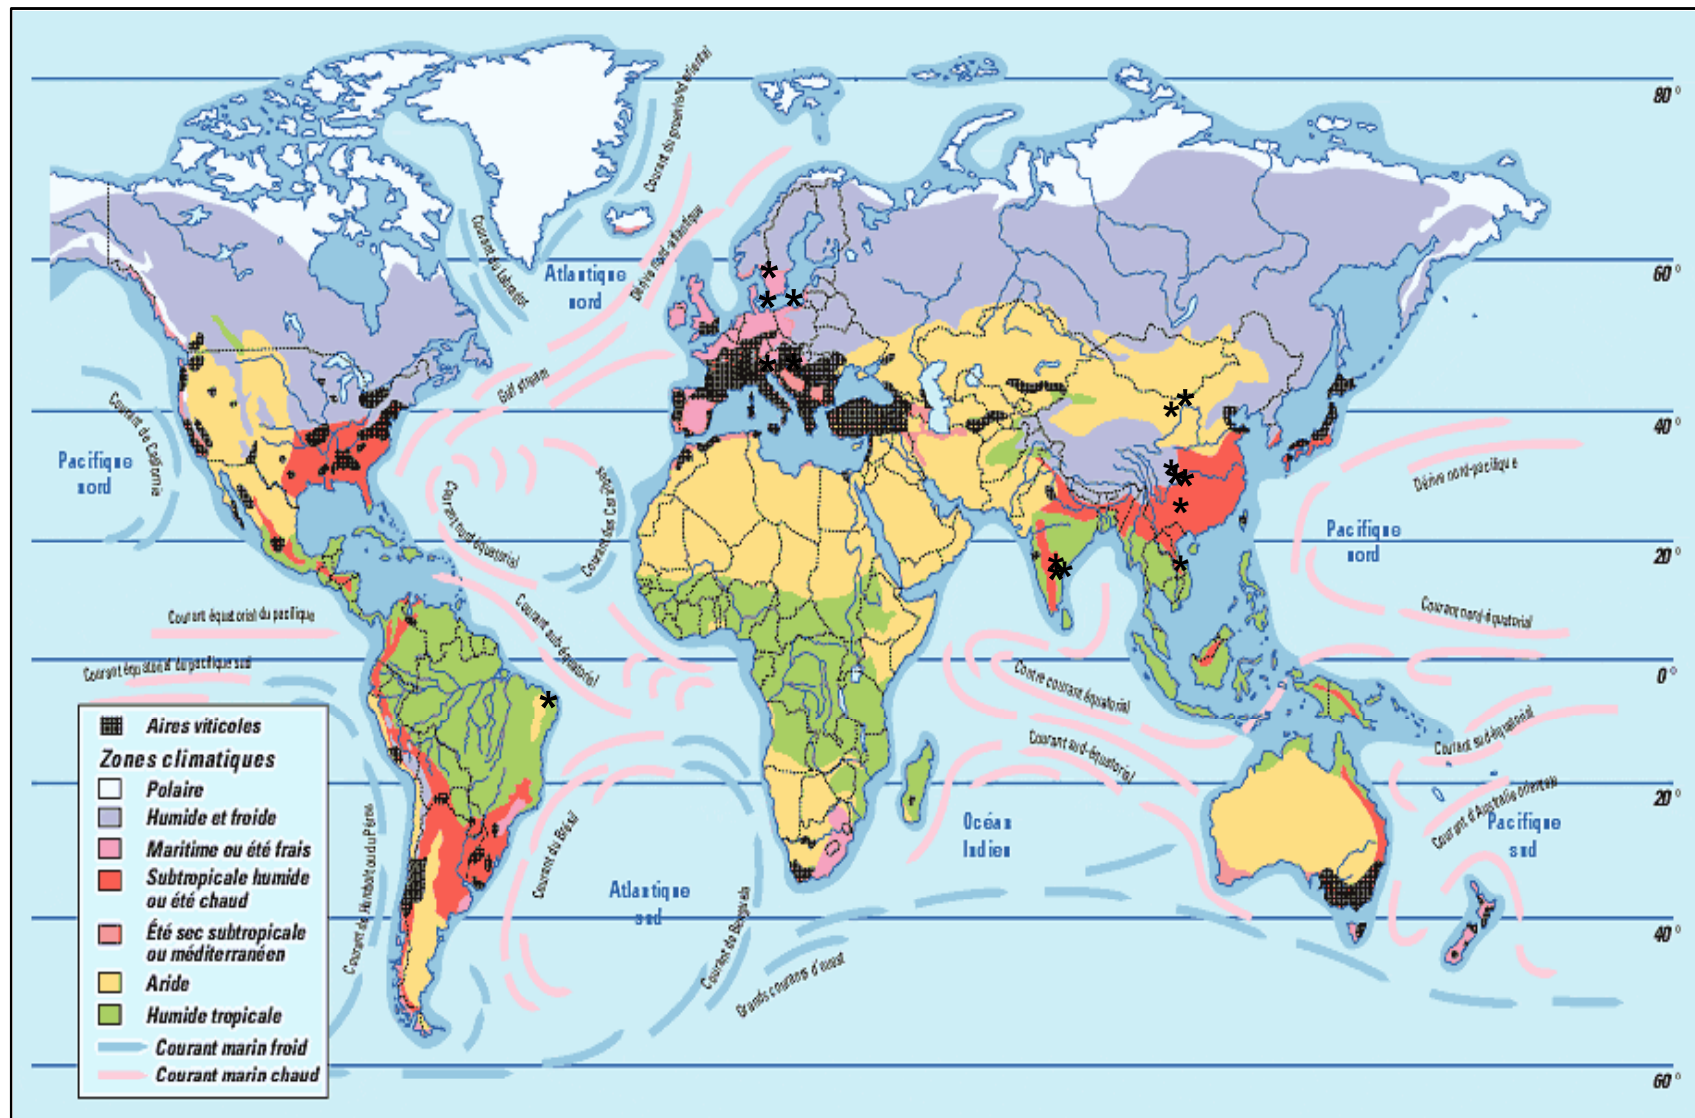 80°
Courant du groenland oriental
Courant du Labrador
Dérive nord-atlantique
Atlantique
nord
60°
Gulf stream
Courant de Californie
Pacifique
nord
40°
Dérive nord-pacifique
Courant nord-équatorial
Courant des Caraïbes
Pacifique
nord
20°
Courant équatorial du pacifique
Courant sub-équatorial
Courant nord-équatorial
Courant équatorial du pacifique sud
Contre courant équatorial
0°
Courant sud-équatorial
Courant sud-équatorial
Aires viticoles
Zones climatiques
Polaire
Humide et froide
Maritime ou été frais
Subtropicale humide
ou été chaud
Été sec subtropicale
ou méditerranéen
Aride
Humide tropicale
Courant marin froid
Courant marin chaud
Courant du Brésil
Océan
Indien
20°
Courant d'Australie orientale
Pacifique
sud
Atlantique
sud
Courant de Benguela
40°
Grands courants d'ouest
60°